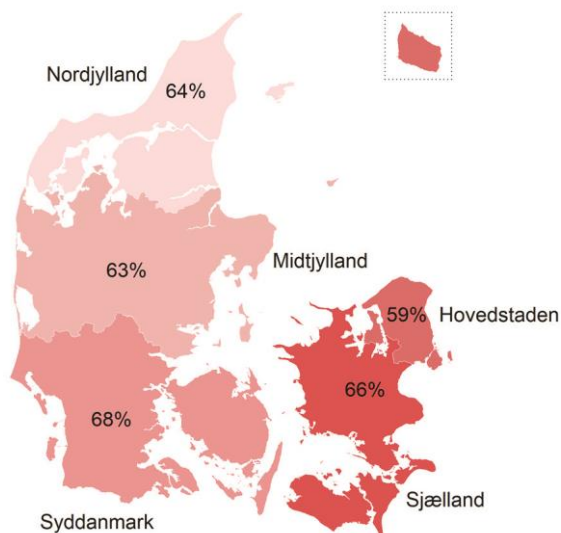 Nordjylland
64%
Midtjylland
63%
59%
Hovedstaden
66%
68%
Sjælland
Syddanmark